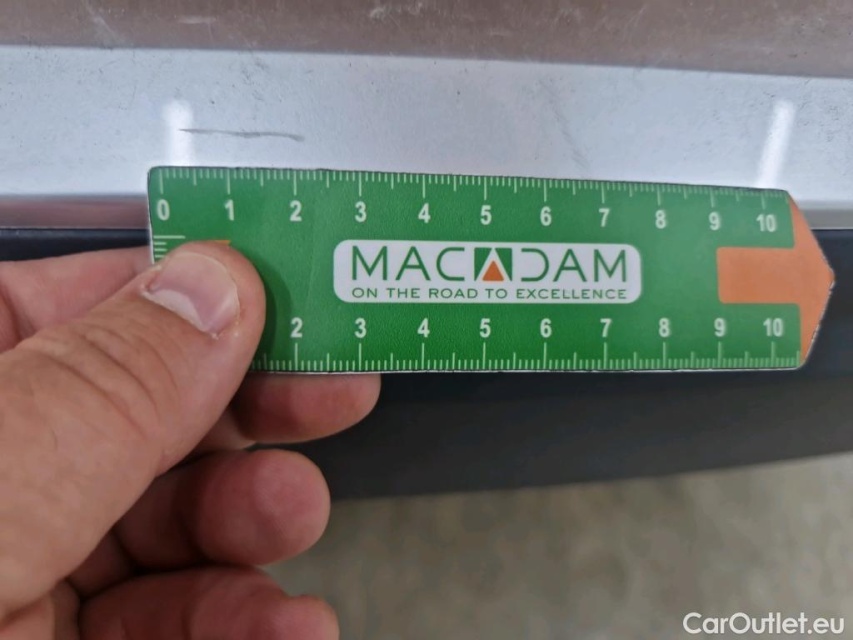 0 1 2 3 4 5 6 7 8 9 10
MACADAM
ON THE ROAD TO EXCELLENCE
2 3 4 5 6 7 8 9 10
CarOutlet.eu